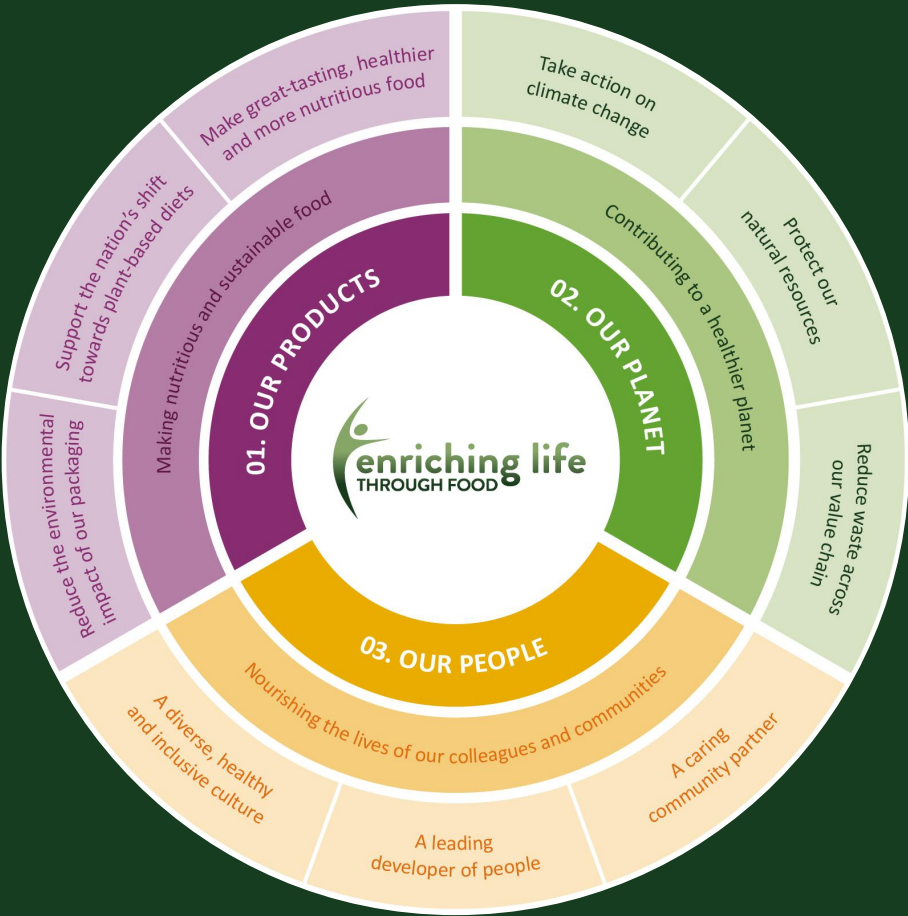 enriching life
THROUGH FOOD
01. OUR PRODUCTS
Making nutritious and sustainable food
Make great-tasting, healthier
and more nutritious food
Support the nation's shift
towards plant-based diets
Reduce the environmental
impact of our packaging
02. OUR PLANET
Contributing to a healthier planet
Take action on
climate change
Protect our
natural resources
Reduce waste across
our value chain
03. OUR PEOPLE
Nourishing the lives of our colleagues and communities
A diverse, healthy
and inclusive culture
A leading
developer of people
A caring
community partner